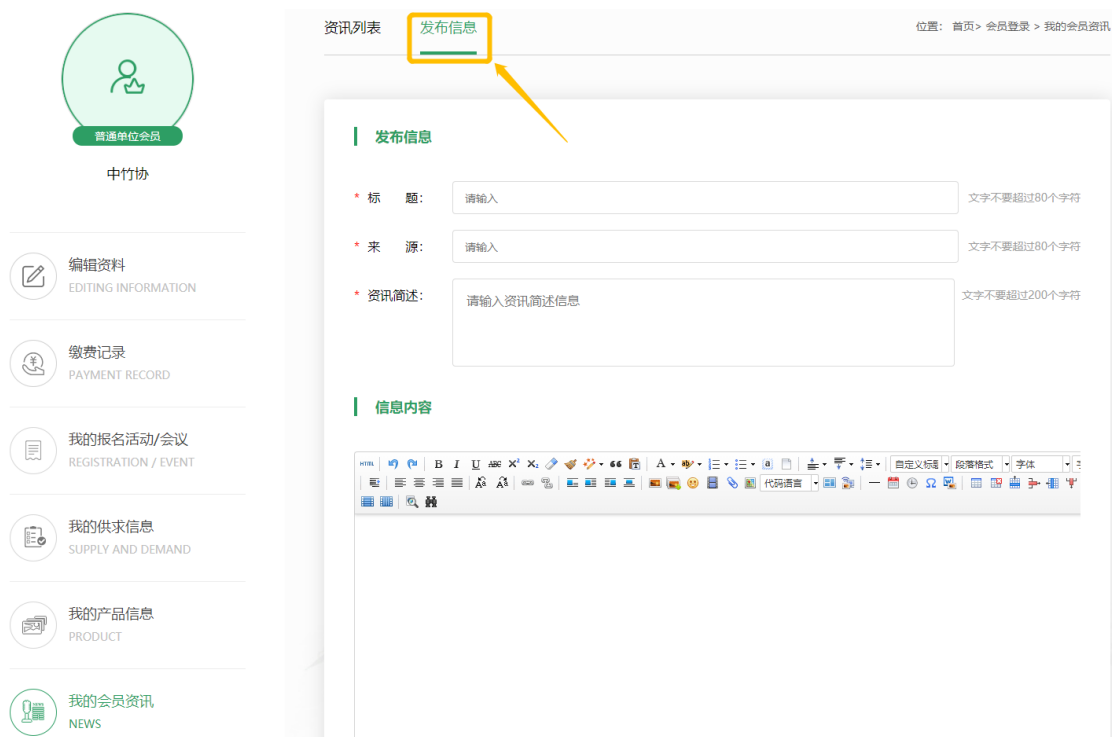 普通单位会员
中竹协
编辑资料
EDITING INFORMATION
缴费记录
PAYMENT RECORD
我的报名活动/会议
REGISTRATION / EVENT
我的供求信息
SUPPLY AND DEMAND
我的产品信息
PRODUCT
我的会员资讯
NEWS
资讯列表 发布信息 位置： 首页> 会员登录 > 我的会员资讯
发布信息
* 标 题： 请输入 文字不要超过80个字符
* 来 源： 请输入 文字不要超过80个字符
* 资讯简述： 请输入资讯简述信息 文字不要超过200个字符
信息内容
HTML B I U ABC X² X₂ A ab 自定义标题 段落格式 字体
代码语言